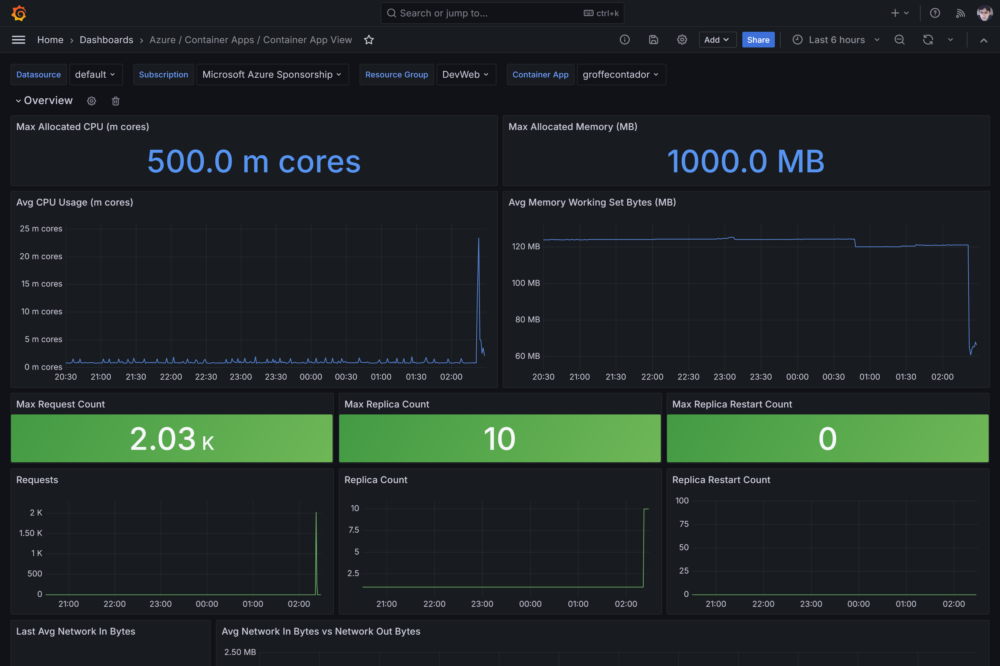 Search or jump to... ctrl+k
Home › Dashboards › Azure / Container Apps / Container App View
Add Share Last 6 hours
Datasource default Subscription Microsoft Azure Sponsorship Resource Group DevWeb Container App groffecontador
Overview
Max Allocated CPU (m cores)
500.0 m cores
Max Allocated Memory (MB)
1000.0 MB
Avg CPU Usage (m cores)
25 m cores
20 m cores
15 m cores
10 m cores
5 m cores
0 m cores
20:30 21:00 21:30 22:00 22:30 23:00 23:30 00:00 00:30 01:00 01:30 02:00
Avg Memory Working Set Bytes (MB)
120 MB
100 MB
80 MB
60 MB
20:30 21:00 21:30 22:00 22:30 23:00 23:30 00:00 00:30 01:00 01:30 02:00
Max Request Count
2.03 K
Max Replica Count
10
Max Replica Restart Count
0
Requests
2 K
1.50 K
1 K
500
0
21:00 22:00 23:00 00:00 01:00 02:00
Replica Count
10
7.5
5
2.5
21:00 22:00 23:00 00:00 01:00 02:00
Replica Restart Count
100
75
50
25
0
21:00 22:00 23:00 00:00 01:00 02:00
Last Avg Network In Bytes
Avg Network In Bytes vs Network Out Bytes
2.50 MB